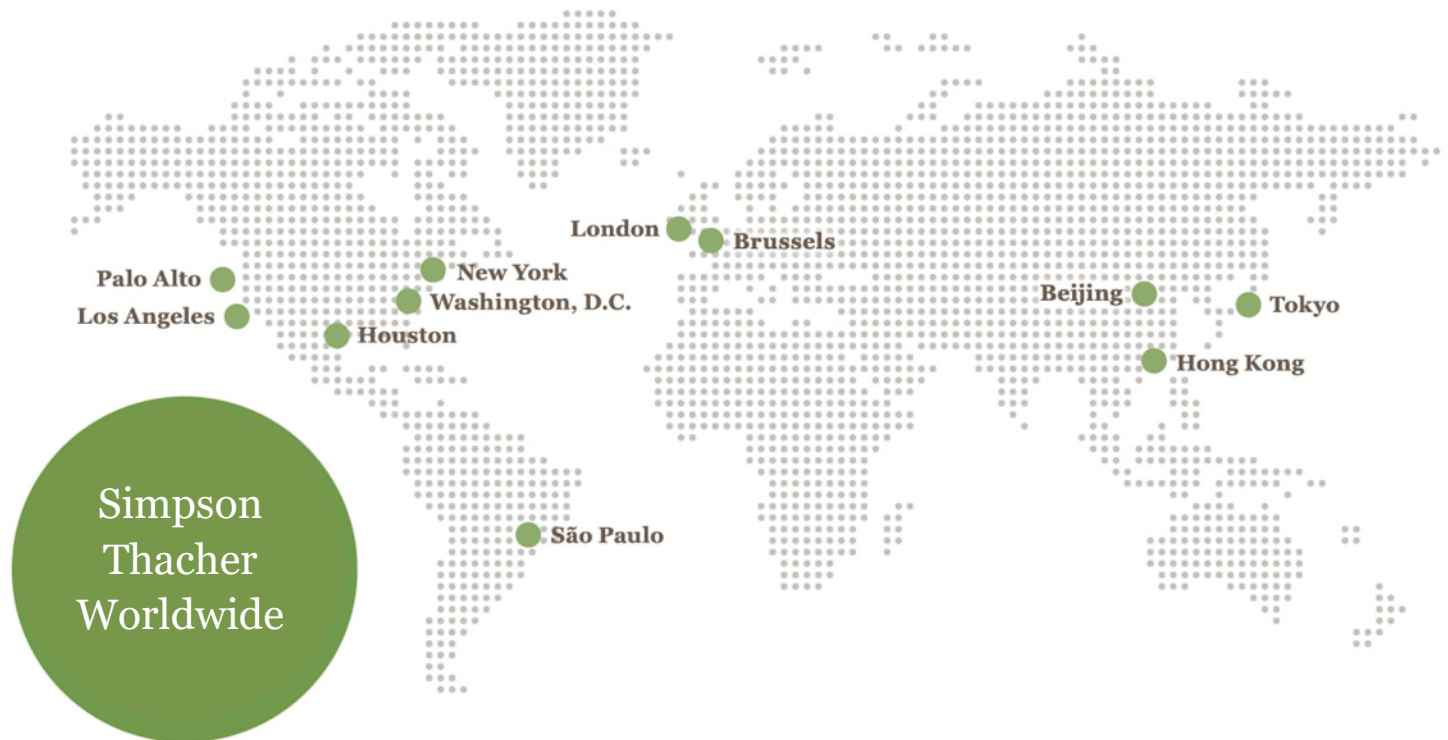 London
Brussels
Palo Alto
New York
Washington, D.C.
Los Angeles
Houston
Beijing
Tokyo
Hong Kong
São Paulo
Simpson
Thacher
Worldwide